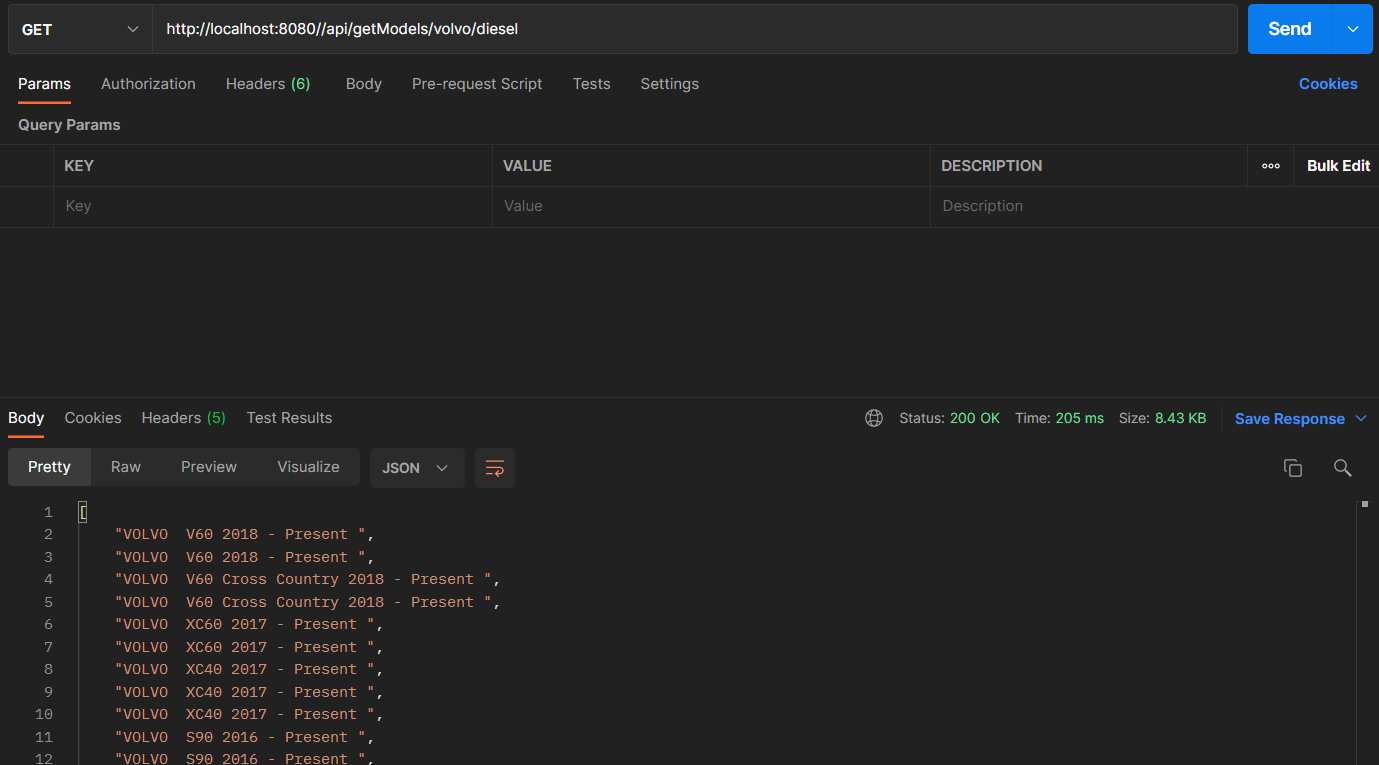 GET http://localhost:8080//api/getModels/volvo/diesel Send
Params Authorization Headers (6) Body Pre-request Script Tests Settings Cookies
Query Params
KEY VALUE DESCRIPTION ooo Bulk Edit
Key Value Description
Body Cookies Headers (5) Test Results Status: 200 OK Time: 205 ms Size: 8.43 KB Save Response
Pretty Raw Preview Visualize JSON
1 [
2 "VOLVO  V60 2018 - Present ",
3 "VOLVO  V60 2018 - Present ",
4 "VOLVO  V60 Cross Country 2018 - Present ",
5 "VOLVO  V60 Cross Country 2018 - Present ",
6 "VOLVO  XC60 2017 - Present ",
7 "VOLVO  XC60 2017 - Present ",
8 "VOLVO  XC40 2017 - Present ",
9 "VOLVO  XC40 2017 - Present ",
10 "VOLVO  XC40 2017 - Present ",
11 "VOLVO  S90 2016 - Present ",
12 "VOLVO  S90 2016 - Present ",